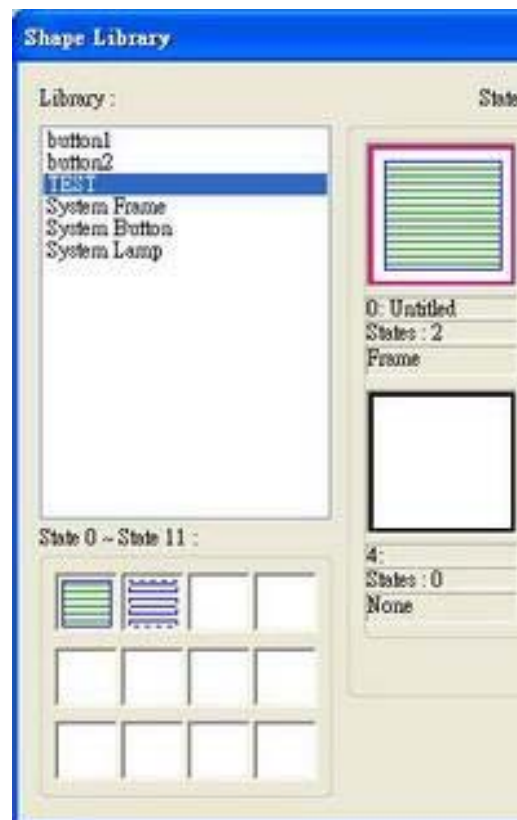 Shape Library
Library :
State
button1
button2
TEST
System Frame
System Button
System Lamp
0: Untitled
States : 2
Frame
State 0 ~ State 11 :
4:
States : 0
None